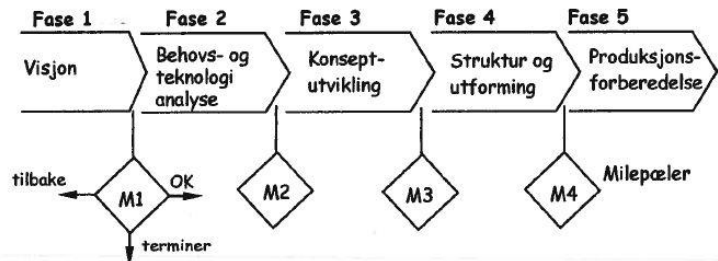 Fase 1
Fase 2
Fase 3
Fase 4
Fase 5
Visjon
Behovs- og
teknologi
analyse
Konsept-
utvikling
Struktur og
utforming
Produksjons-
forberedelse
tilbake
M1
OK
terminer
M2
M3
M4
Milepæler